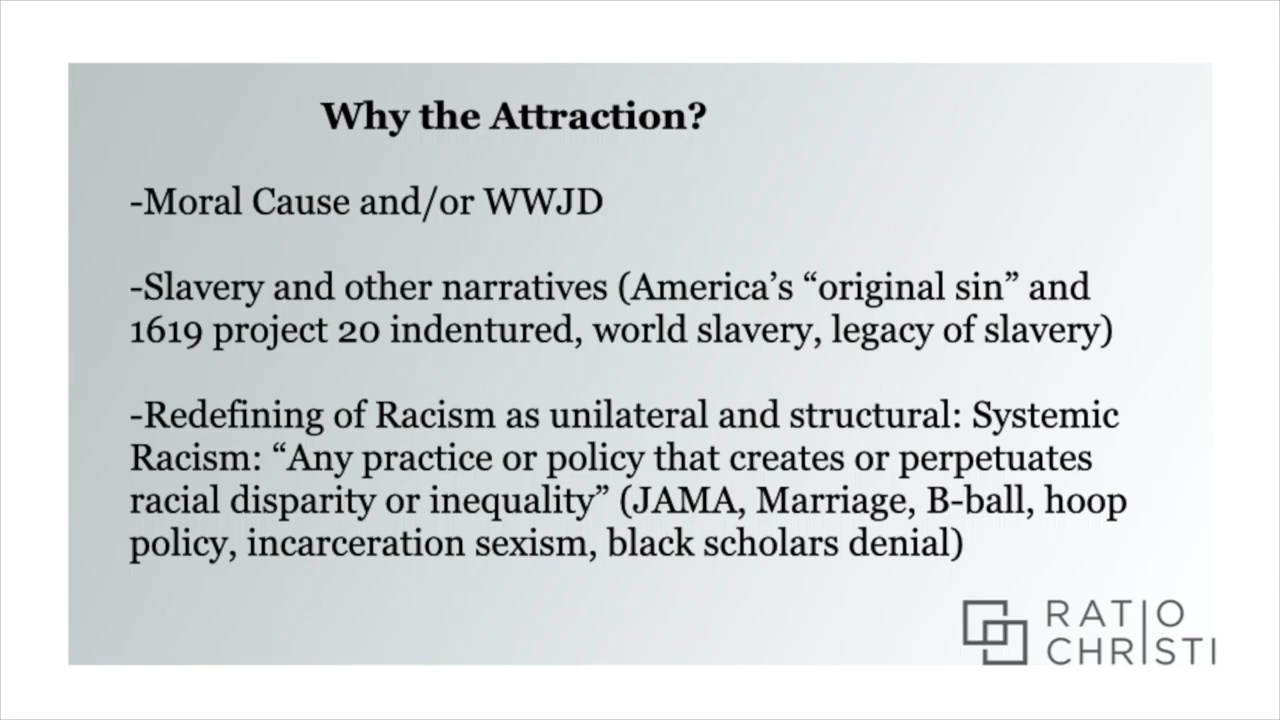 Why the Attraction?
-Moral Cause and/or WWJD
-Slavery and other narratives (America’s “original sin” and
1619 project 20 indentured, world slavery, legacy of slavery)
-Redefining of Racism as unilateral and structural: Systemic
Racism: “Any practice or policy that creates or perpetuates
racial disparity or inequality” (JAMA, Marriage, B-ball, hoop
policy, incarceration sexism, black scholars denial)
RATIO
CHRISTI